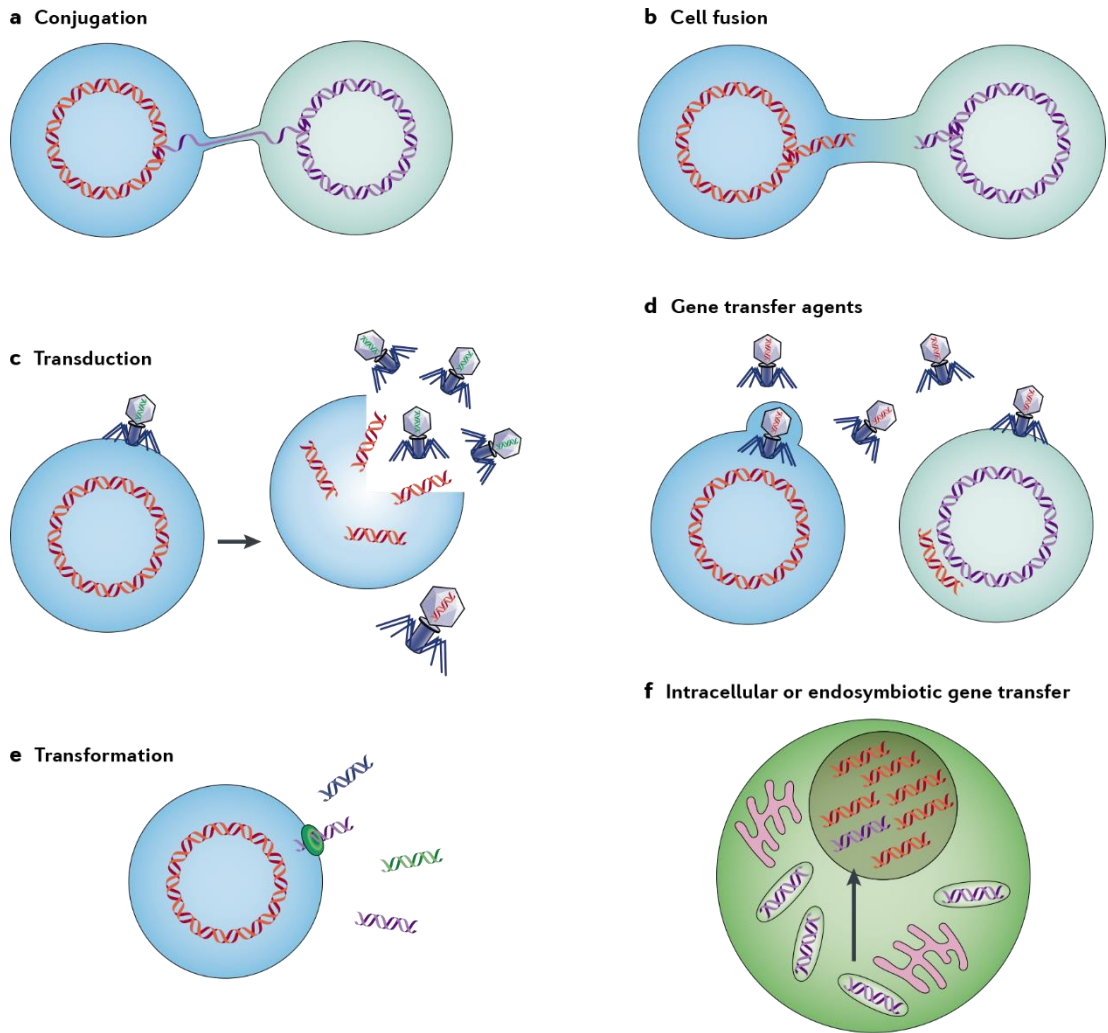 a Conjugation
b Cell fusion
c Transduction
d Gene transfer agents
e Transformation
f Intracellular or endosymbiotic gene transfer